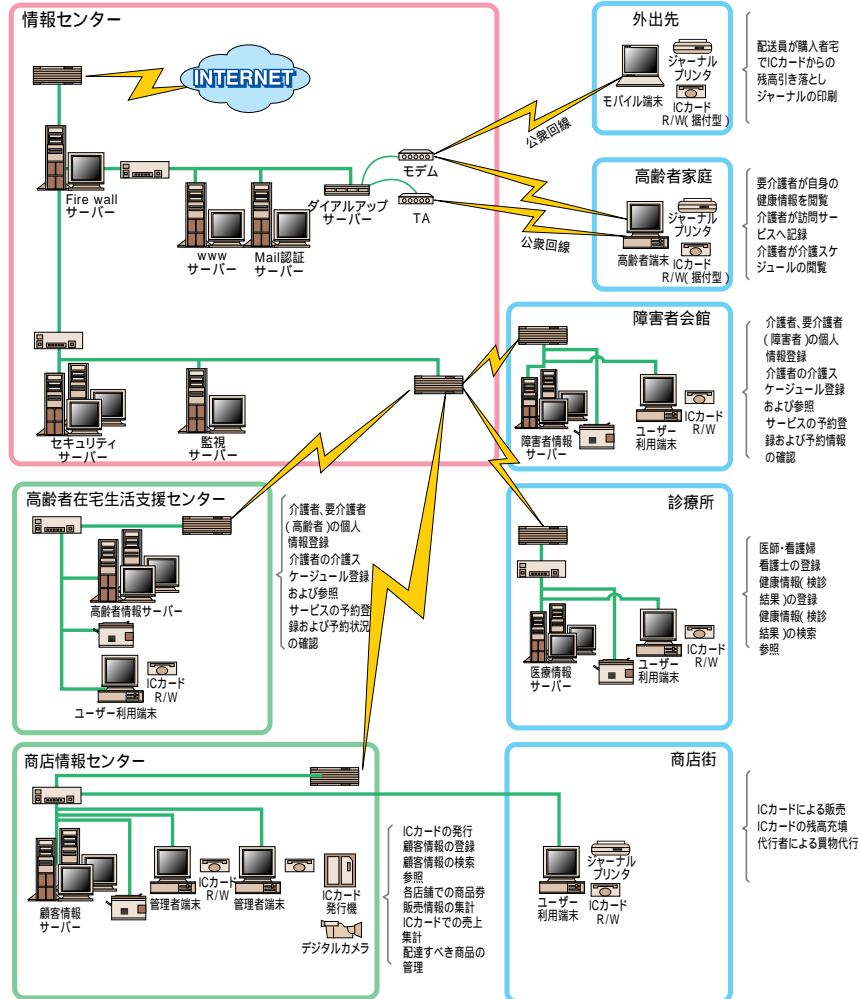 情報センター
INTERNET
Fire wall
サーバー
www
サーバー
Mail認証
サーバー
ダイアルアップ
サーバー
モデム
TA
公衆回線
公衆回線
セキュリティ
サーバー
監視
サーバー
外出先
ジャーナル
プリンタ
モバイル端末
ICカード
R/W(据付型)
配送員が購入者宅
でICカードからの
残高引き落とし
ジャーナルの印刷
高齢者家庭
ジャーナル
プリンタ
高齢者端末
ICカード
R/W(据付型)
要介護者が自身の
健康情報を閲覧
介護者が訪問サー
ビスへ記録
介護者が介護スケ
ジュールの閲覧
障害者会館
障害者情報
サーバー
ユーザー
利用端末
ICカード
R/W
介護者、要介護者
(障害者)の個人
情報登録
介護者の介護ス
ケージュール登録
および参照
サービスの予約登
録および予約情報
の確認
高齢者在宅生活支援センター
高齢者情報サーバー
ICカード
R/W
ユーザー利用端末
介護者、要介護者
(高齢者)の個人
情報登録
介護者の介護ス
ケージュール登録
および参照
サービスの予約登
録および予約状況
の確認
診療所
医療情報
サーバー
ユーザー
利用端末
ICカード
R/W
医師・看護婦
看護士の登録
健康情報(検診
結果)の登録
健康情報(検診
結果)の検索
参照
商店情報センター
顧客情報
サーバー
管理者端末
ICカード
R/W
管理者端末
ICカード
発行機
デジタルカメラ
ICカードの発行
顧客情報の登録
顧客情報の検索
参照
各店舗での商品券
販売情報の集計
ICカードでの売上
集計
配達すべき商品の
管理
商店街
ジャーナル
プリンタ
ユーザー
利用端末
ICカード
R/W
ICカードによる販売
ICカードの残高充填
代行者による買物代行